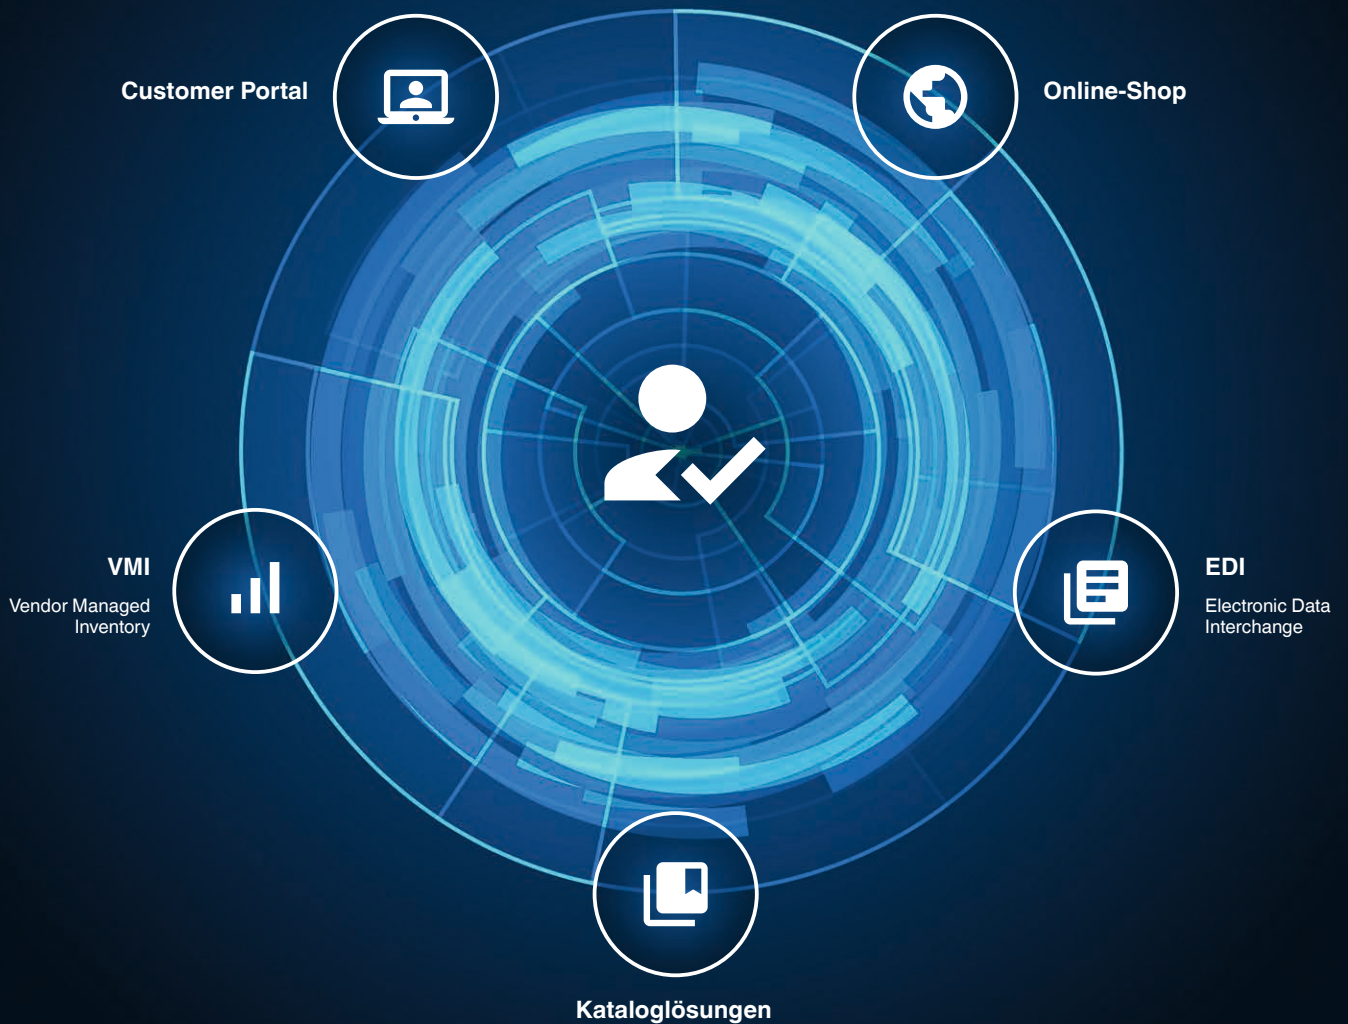 Customer Portal
Online-Shop
VMI
Vendor Managed
Inventory
EDI
Electronic Data
Interchange
Kataloglösungen